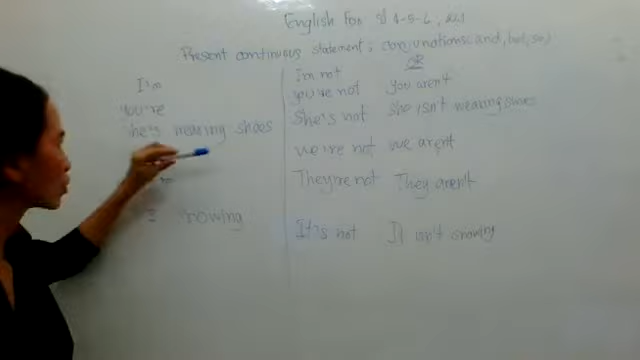 English For
Present continuous statement : conjunations (and, but, so)
OR
I'm
I'm not
you're
you're not you aren't
he's wearing shoes
She's not She isn't wearing shoes
we're not we aren't
They're not They aren't
snowing
It's not It isn't snowing